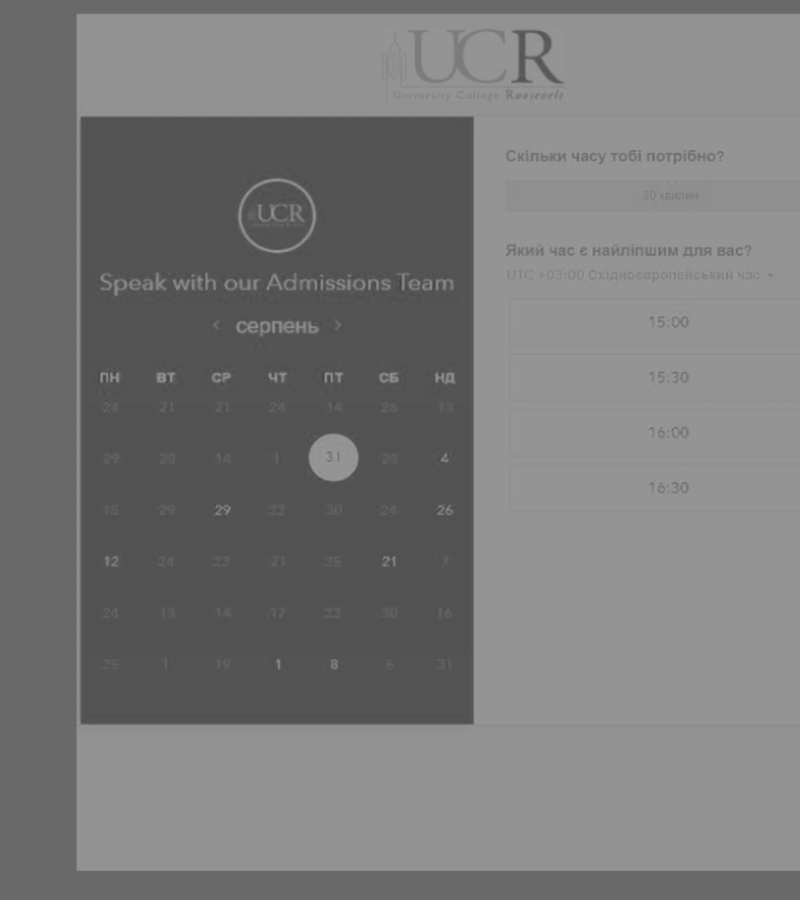 UCR
University College Roosevelt
UCR
Speak with our Admissions Team
< серпень >
ПН ВТ СР ЧТ ПТ СБ НД
24 21 21 24 14 26 13
29 28 14 1 31 20 4
15 29 29 23 30 24 26
12 24 23 21 25 21 7
24 13 14 17 23 30 16
25 1 19 1 8 6 31
Скільки часу тобі потрібно?
30 хвилин
Який час є найліпшим для вас?
UTC +03:00 Східноєвропейський час
15:00
15:30
16:00
16:30